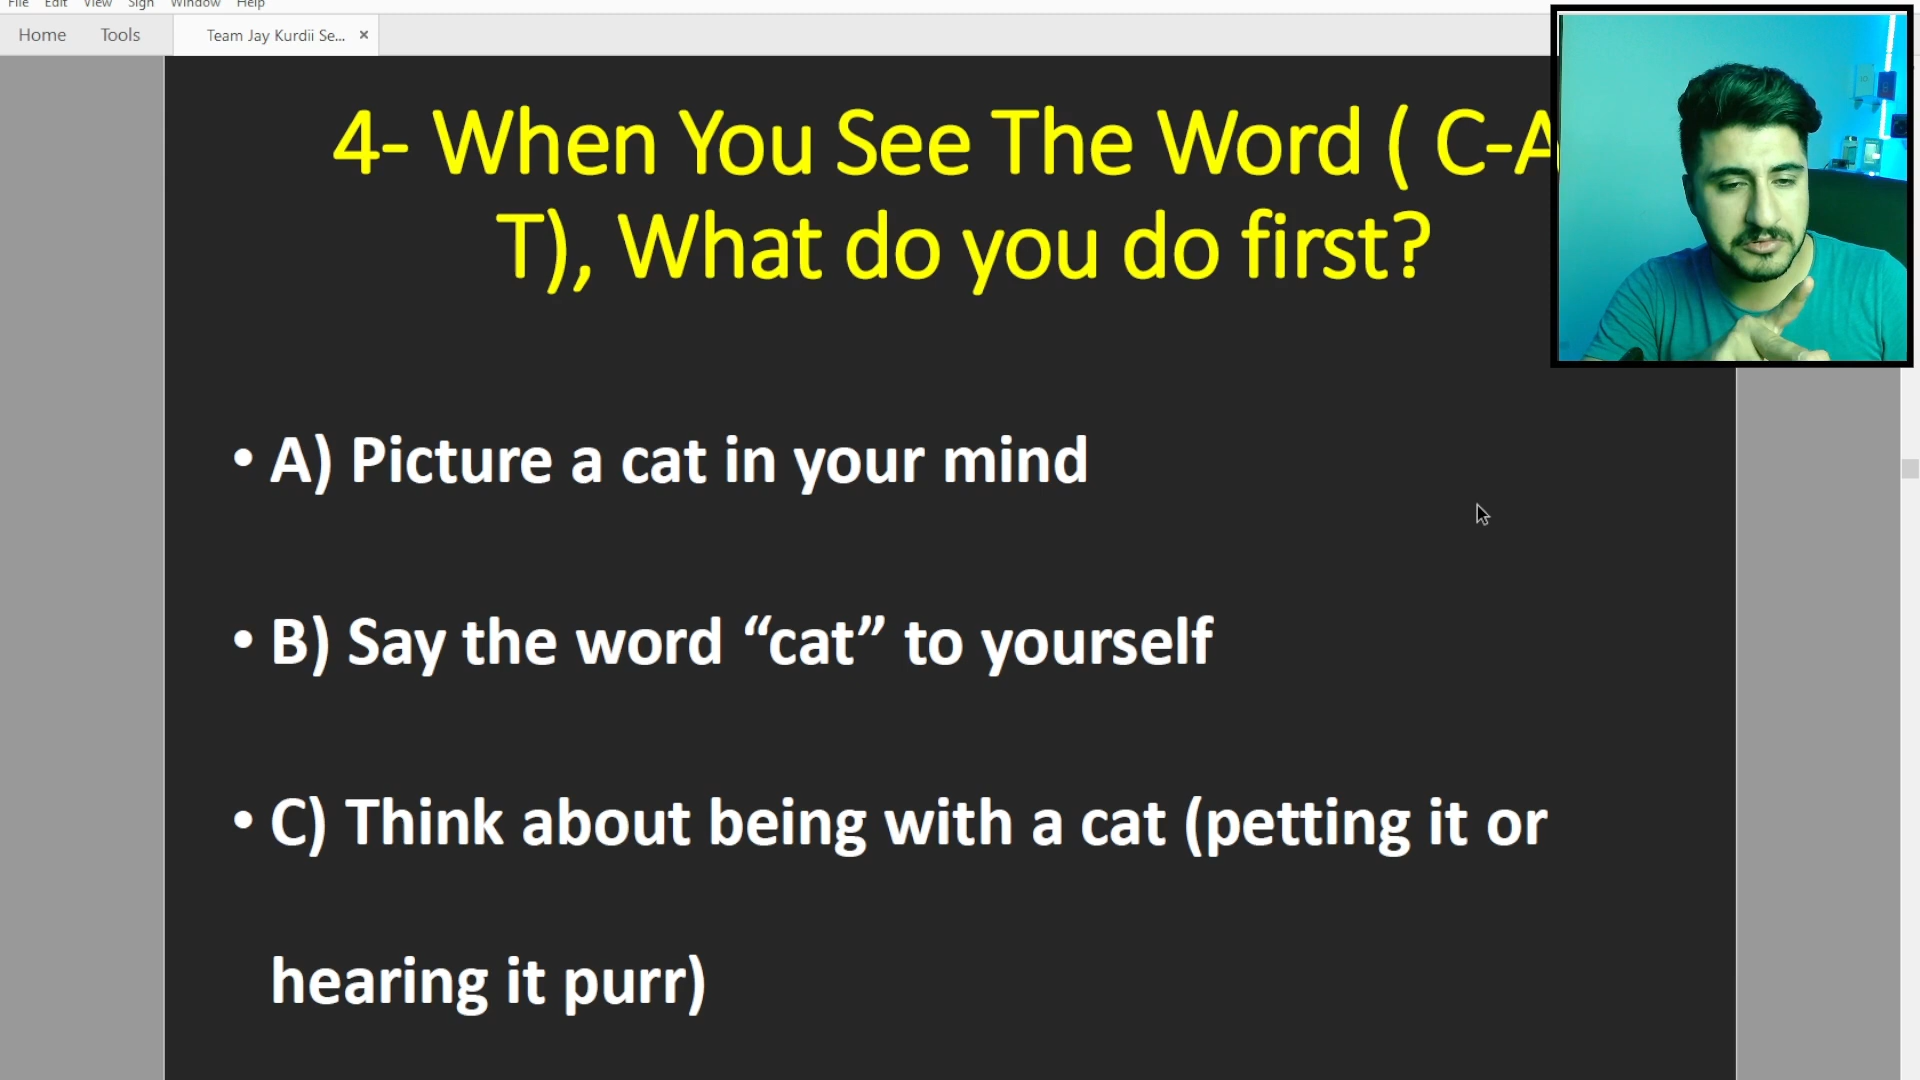 File Edit View Sign Window Help
Home Tools Team Jay Kurdii Se... ×
4- When You See The Word ( C-A
T), What do you do first?
• A) Picture a cat in your mind
• B) Say the word “cat” to yourself
• C) Think about being with a cat (petting it or
hearing it purr)